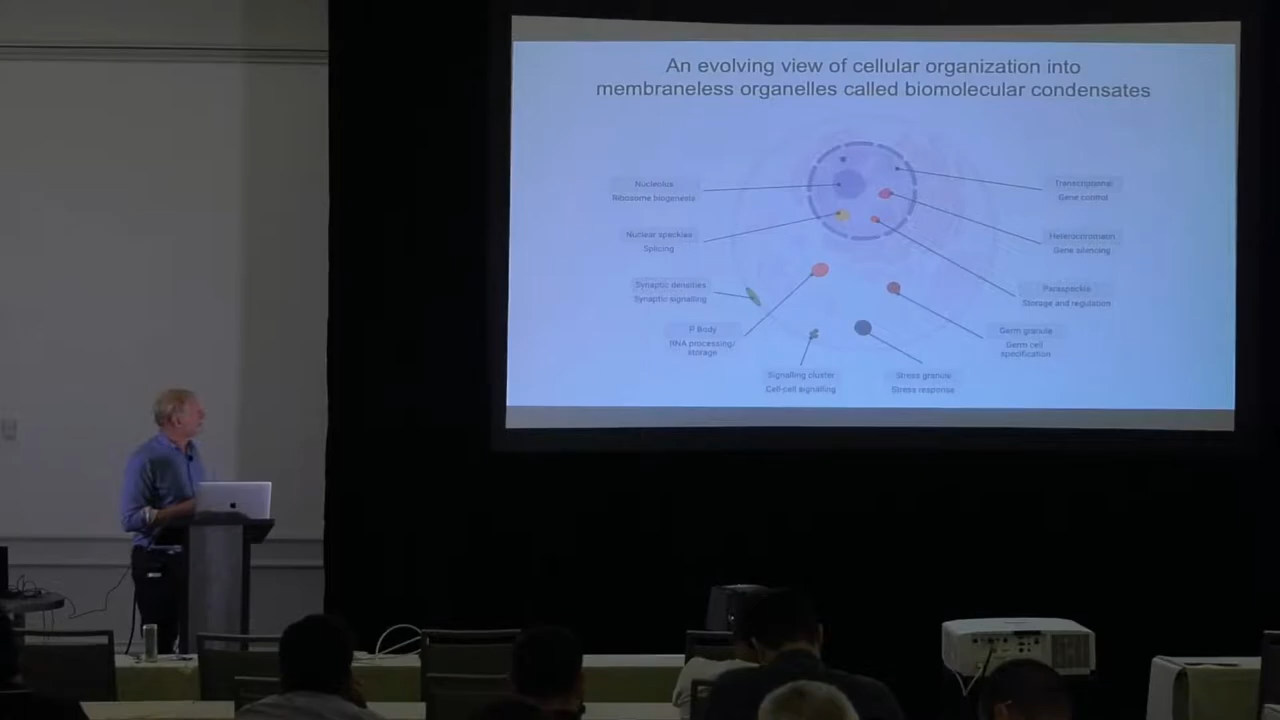 An evolving view of cellular organization into
membraneless organelles called biomolecular condensates
Nucleolus
Ribosome biogenesis
Nuclear speckles
Splicing
Synaptic densities
Synaptic signalling
P Body
RNA processing/
storage
Signalling cluster
Cell-cell signalling
Stress granule
Stress response
Germ granule
Germ cell
specification
Paraspeckle
Storage and regulation
Heterochromatin
Gene silencing
Transcriptional
Gene control